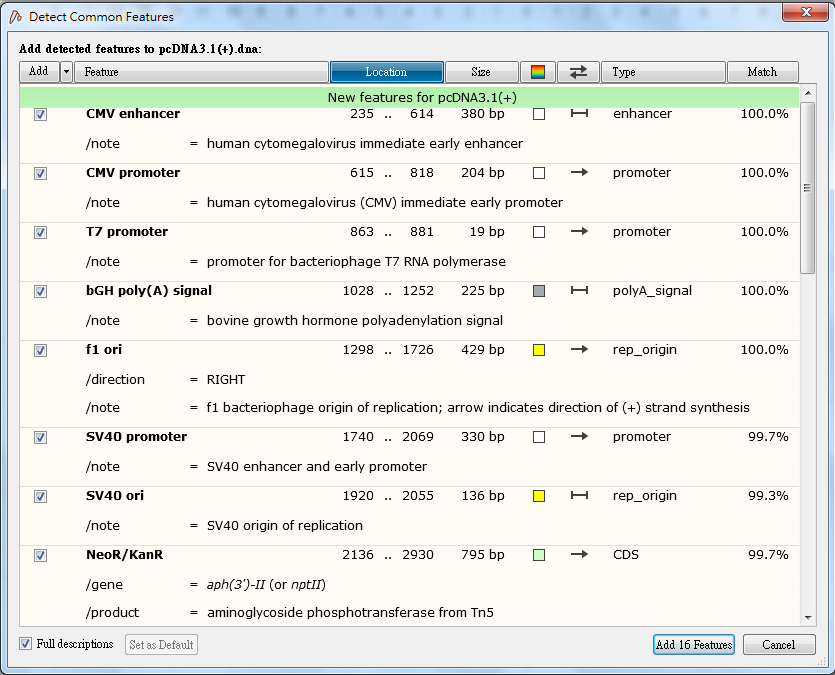 Detect Common Features
Add detected features to pcDNA3.1(+).dna:
Add Feature Location Size Type Match
New features for pcDNA3.1(+)
CMV enhancer 235 .. 614 380 bp enhancer 100.0%
/note = human cytomegalovirus immediate early enhancer
CMV promoter 615 .. 818 204 bp promoter 100.0%
/note = human cytomegalovirus (CMV) immediate early promoter
T7 promoter 863 .. 881 19 bp promoter 100.0%
/note = promoter for bacteriophage T7 RNA polymerase
bGH poly(A) signal 1028 .. 1252 225 bp polyA_signal 100.0%
/note = bovine growth hormone polyadenylation signal
f1 ori 1298 .. 1726 429 bp rep_origin 100.0%
/direction = RIGHT
/note = f1 bacteriophage origin of replication; arrow indicates direction of (+) strand synthesis
SV40 promoter 1740 .. 2069 330 bp promoter 99.7%
/note = SV40 enhancer and early promoter
SV40 ori 1920 .. 2055 136 bp rep_origin 99.3%
/note = SV40 origin of replication
NeoR/KanR 2136 .. 2930 795 bp CDS 99.7%
/gene = aph(3')-II (or nptII)
/product = aminoglycoside phosphotransferase from Tn5
Full descriptions Set as Default Add 16 Features Cancel